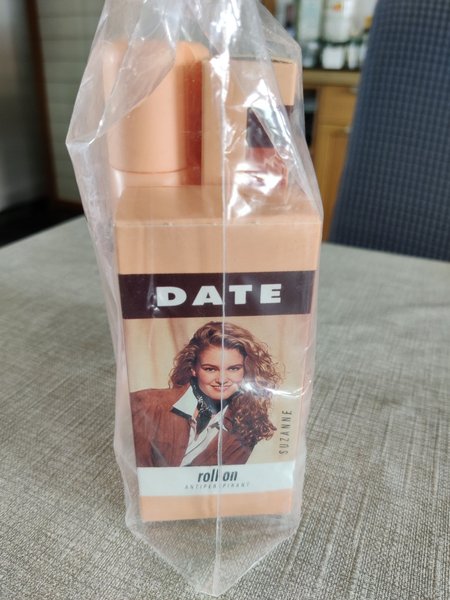 DATE
SUZANNE
roll-on
ANTIPERSPIRANT